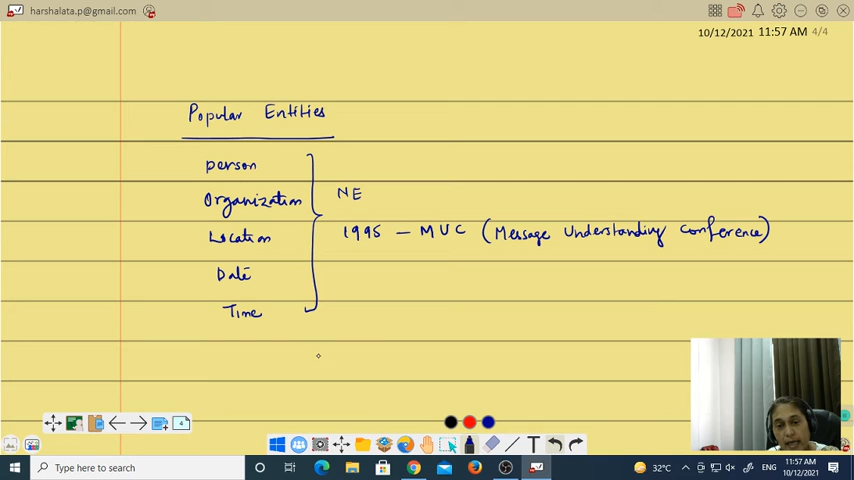 harshalata.p@gmail.com
10/12/2021 11:57 AM 4/4
Popular Entities
person
Organization
Location
Date
Time
NE
1995 – MUC (Message Understanding Conference)
4
T
Type here to search
32°C
ENG
11:57 AM
10/12/2021